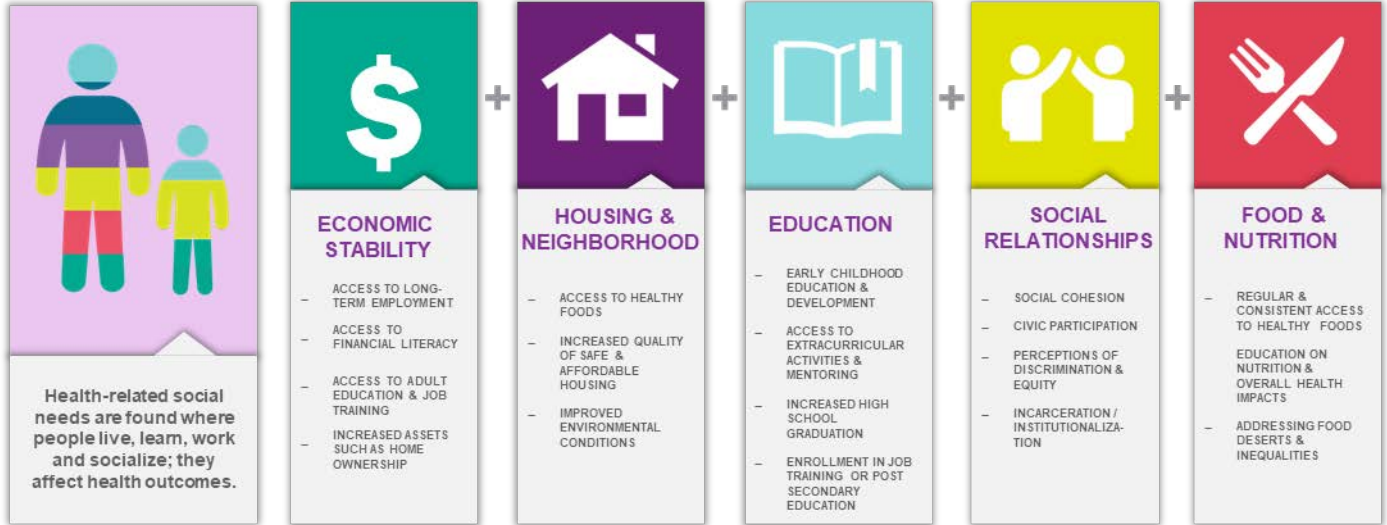 Health-related social
needs are found where
people live, learn, work
and socialize; they
affect health outcomes.
$
ECONOMIC
STABILITY
– ACCESS TO LONG-
TERM EMPLOYMENT
– ACCESS TO
FINANCIAL LITERACY
– ACCESS TO ADULT
EDUCATION & JOB
TRAINING
– INCREASED ASSETS
SUCH AS HOME
OWNERSHIP
+
HOUSING &
NEIGHBORHOOD
– ACCESS TO HEALTHY
FOODS
– INCREASED QUALITY
OF SAFE &
AFFORDABLE
HOUSING
– IMPROVED
ENVIRONMENTAL
CONDITIONS
+
EDUCATION
– EARLY CHILDHOOD
EDUCATION &
DEVELOPMENT
– ACCESS TO
EXTRACURRICULAR
ACTIVITIES &
MENTORING
– INCREASED HIGH
SCHOOL
GRADUATION
– ENROLLMENT IN JOB
TRAINING OR POST
SECONDARY
EDUCATION
+
SOCIAL
RELATIONSHIPS
– SOCIAL COHESION
– CIVIC PARTICIPATION
– PERCEPTIONS OF
DISCRIMINATION &
EQUITY
– INCARCERATION /
INSTITUTIONALIZA-
TION
+
FOOD &
NUTRITION
– REGULAR &
CONSISTENT ACCESS
TO HEALTHY FOODS
EDUCATION ON
NUTRITION &
OVERALL HEALTH
IMPACTS
– ADDRESSING FOOD
DESERTS &
INEQUALITIES